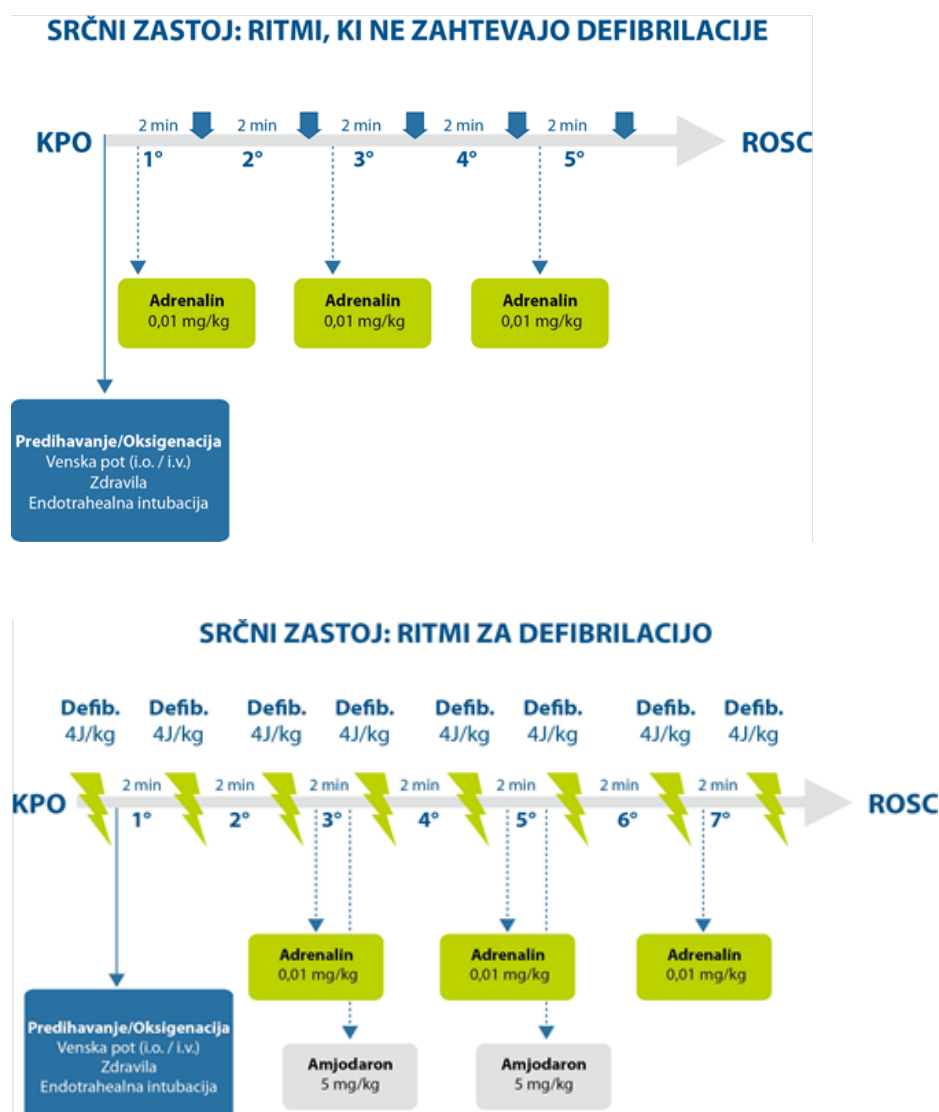 SRČNI ZASTOJ: RITMI, KI NE ZAHTEVAJO DEFIBRILACIJE
2 min 2 min 2 min 2 min 2 min
KPO ROSC
1° 2° 3° 4° 5°
Adrenalin Adrenalin Adrenalin
0,01 mg/kg 0,01 mg/kg 0,01 mg/kg
Predihavanje/Oksigenacija
Venska pot (i.o. / i.v.)
Zdravila
Endotrahealna intubacija
SRČNI ZASTOJ: RITMI ZA DEFIBRILACIJO
Defib. Defib. Defib. Defib. Defib. Defib. Defib. Defib.
4J/kg 4J/kg 4J/kg 4J/kg 4J/kg 4J/kg 4J/kg 4J/kg
2 min 2 min 2 min 2 min 2 min 2 min 2 min
KPO ROSC
1° 2° 3° 4° 5° 6° 7°
Adrenalin Adrenalin Adrenalin
0,01 mg/kg 0,01 mg/kg 0,01 mg/kg
Predihavanje/Oksigenacija
Venska pot (i.o. / i.v.)
Zdravila
Endotrahealna intubacija
Amjodaron Amjodaron
5 mg/kg 5 mg/kg